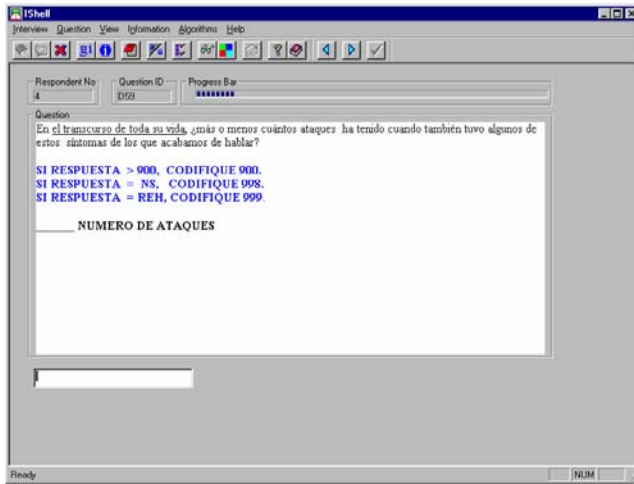 IShell
Interview Question View Information Algorithms Help
gi
Respondent No
Question ID
Progress Bar
4
D59
Question
En el transcurso de toda su vida, ¿más o menos cuántos ataques ha tenido cuando también tuvo algunos de
estos síntomas de los que acabamos de hablar?
SI RESPUESTA > 900, CODIFIQUE 900.
SI RESPUESTA = NS, CODIFIQUE 998.
SI RESPUESTA = REH, CODIFIQUE 999
______ NUMERO DE ATAQUES
Ready
NUM